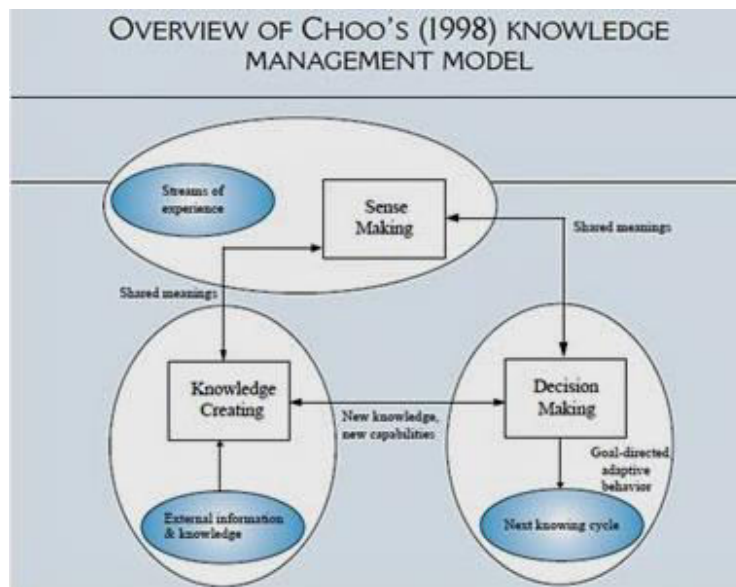 OVERVIEW OF CHOO'S (1998) KNOWLEDGE
MANAGEMENT MODEL
Streams of
experience
Sense
Making
Shared meanings
Shared meanings
Knowledge
Creating
Decision
Making
New knowledge,
new capabilities
Goal-directed
adaptive
behavior
External information
& knowledge
Next knowing cycle